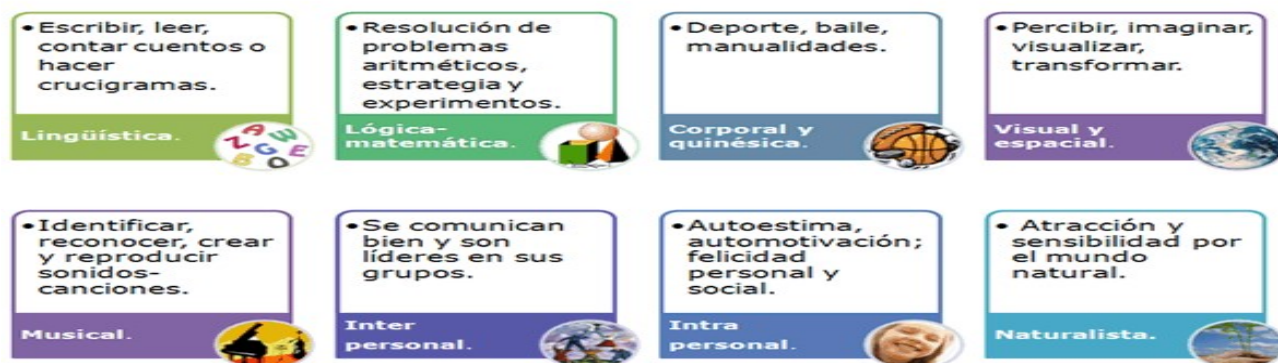 •Escribir, leer,
contar cuentos o
hacer
crucigramas.
Lingüística.
•Resolución de
problemas
aritméticos,
estrategia y
experimentos.
Lógica-
matemática.
•Deporte, baile,
manualidades.
Corporal y
quinésica.
•Percibir, imaginar,
visualizar,
transformar.
Visual y
espacial.
•Identificar,
reconocer, crear
y reproducir
sonidos-
canciones.
Musical.
•Se comunican
bien y son
líderes en sus
grupos.
Inter
personal.
•Autoestima,
automotivación;
felicidad
personal y
social.
Intra
personal.
• Atracción y
sensibilidad por
el mundo
natural.
Naturalista.